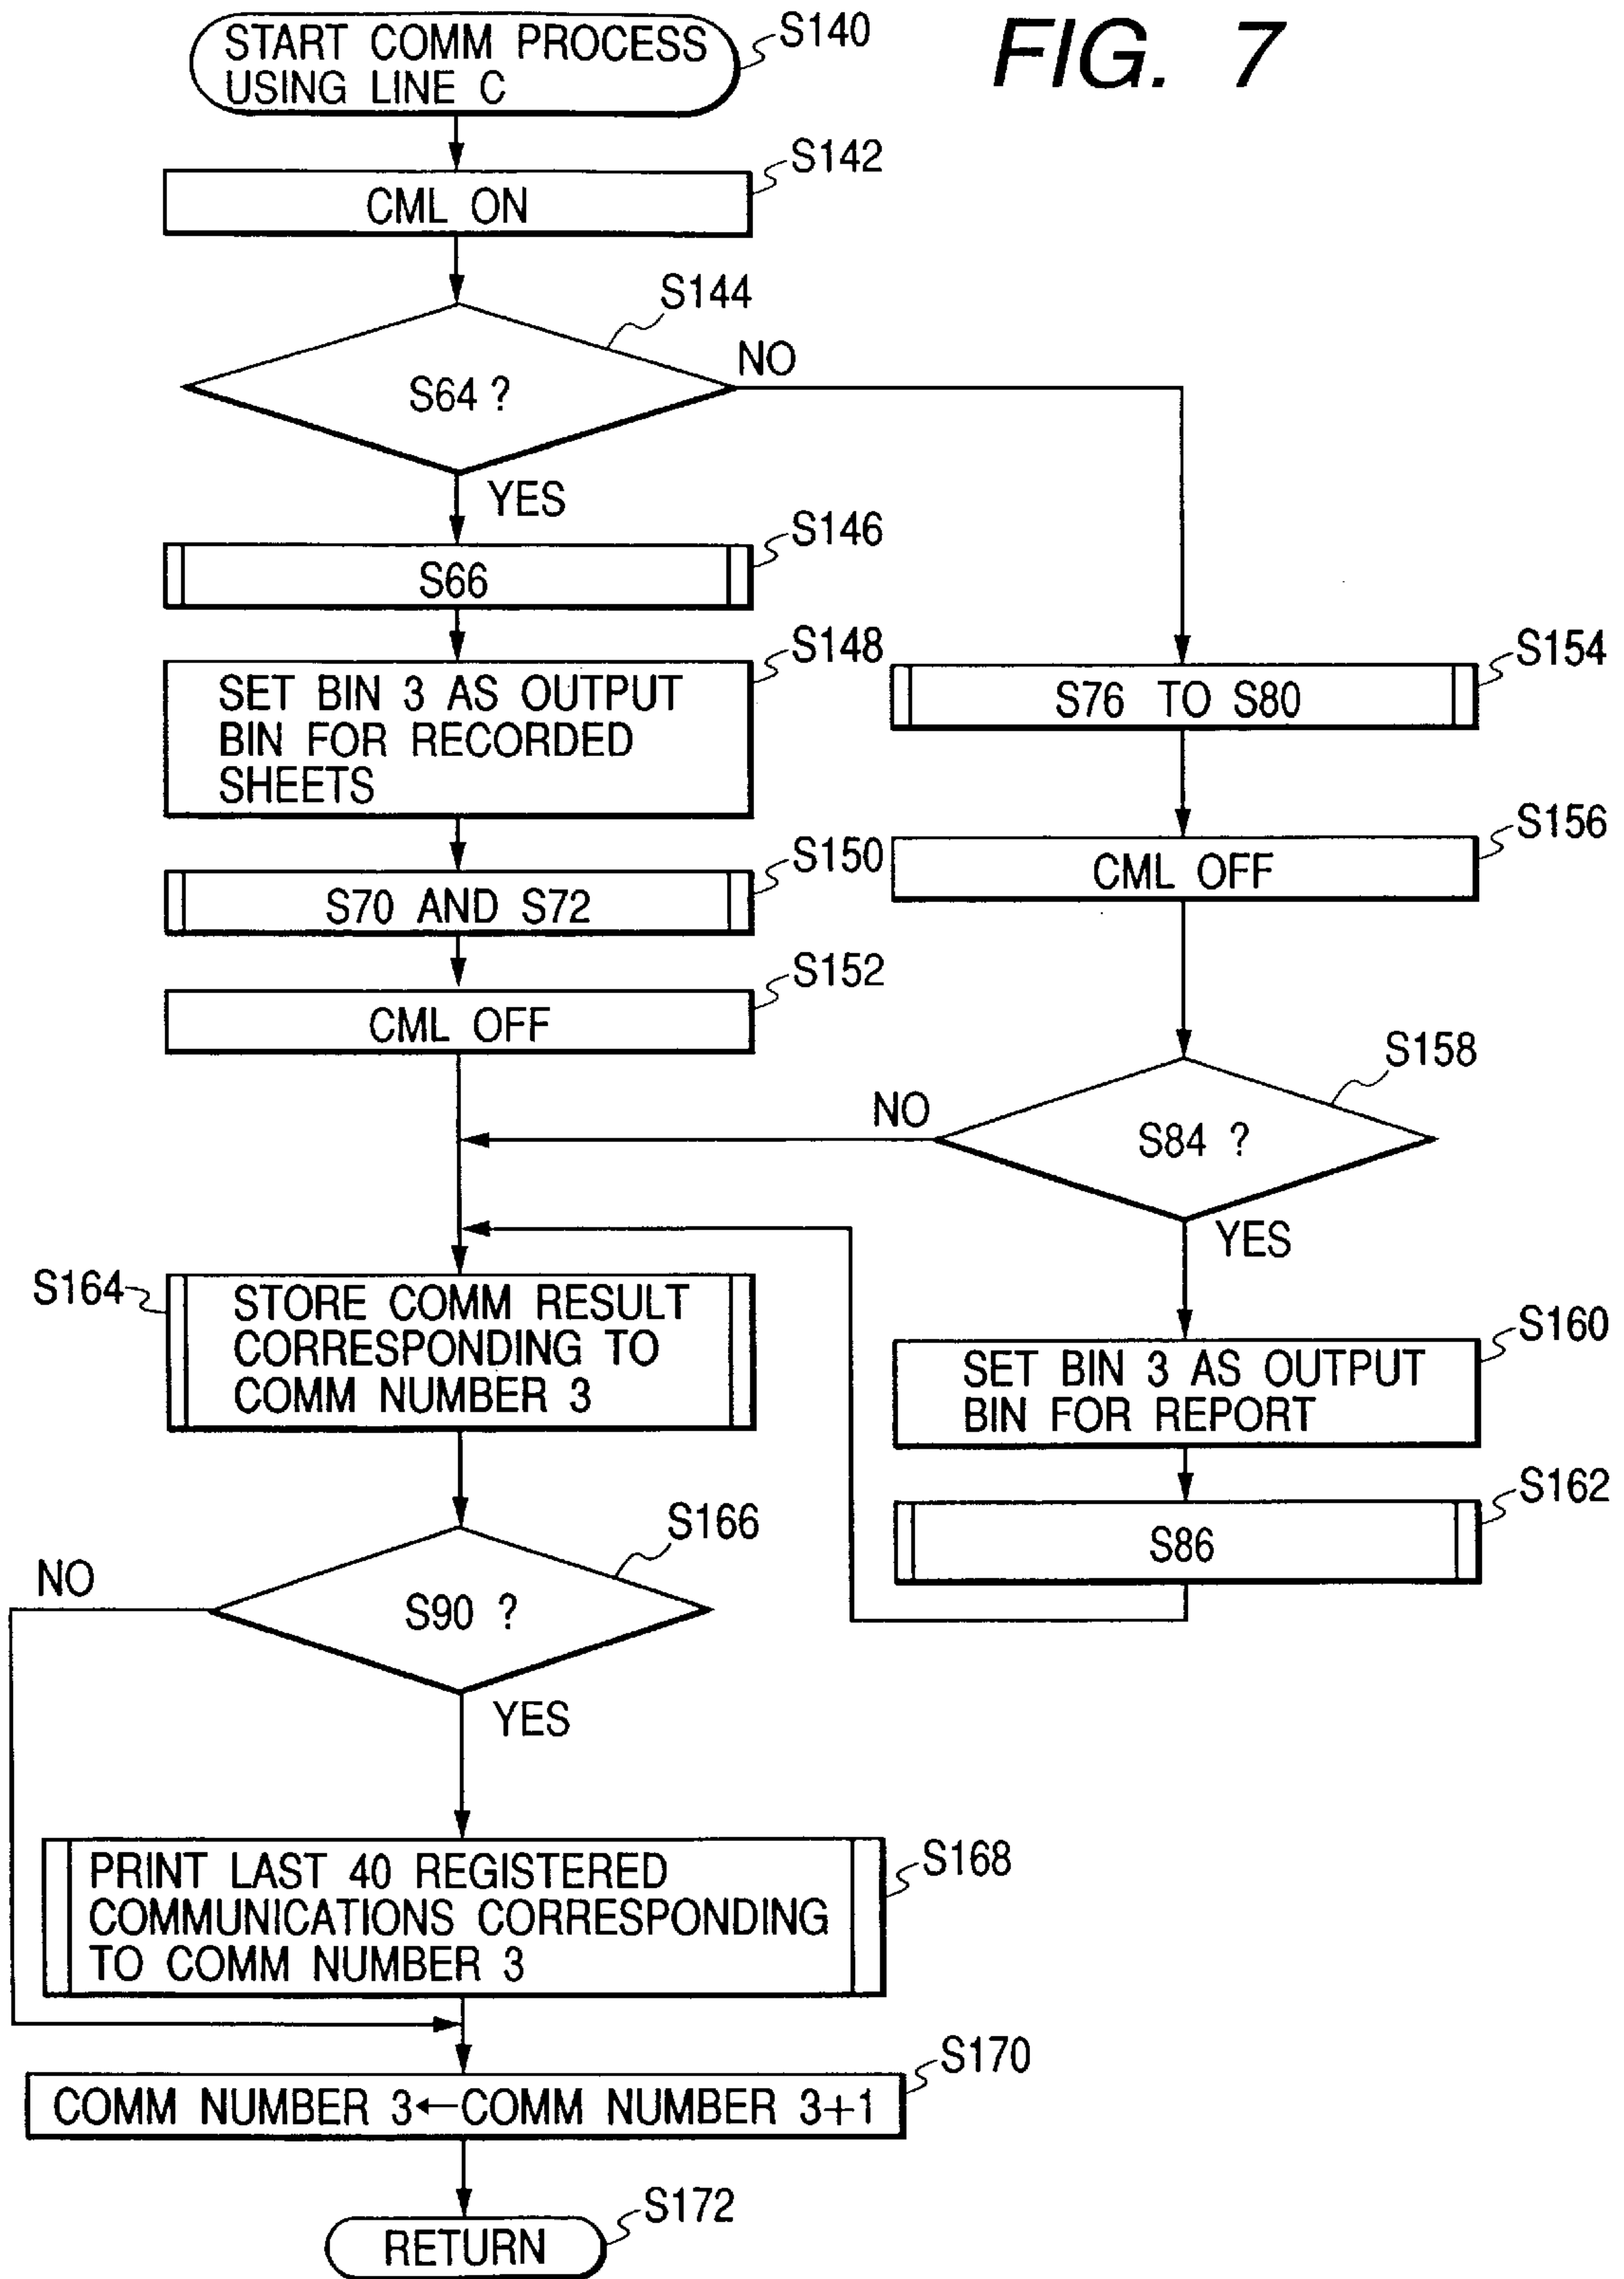 FIG. 7
START COMM PROCESS
USING LINE C
S140
CML ON
S142
S144
S64 ?
NO
YES
S146
S66
S148
SET BIN 3 AS OUTPUT
BIN FOR RECORDED
SHEETS
S150
S70 AND S72
S152
CML OFF
S154
S76 TO S80
S156
CML OFF
S158
S84 ?
NO
YES
S160
SET BIN 3 AS OUTPUT
BIN FOR REPORT
S162
S86
S164
STORE COMM RESULT
CORRESPONDING TO
COMM NUMBER 3
S166
S90 ?
NO
YES
S168
PRINT LAST 40 REGISTERED
COMMUNICATIONS CORRESPONDING
TO COMM NUMBER 3
S170
COMM NUMBER 3←COMM NUMBER 3+1
S172
RETURN